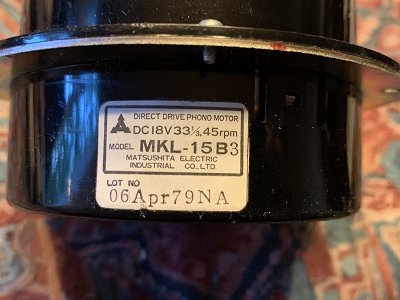 DIRECT DRIVE PHONO MOTOR
DC18V33⅓.45rpm
MODEL MKL-15B3
MATSUSHITA ELECTRIC
INDUSTRIAL CO.,LTD.
LOT NO
06Apr79NA